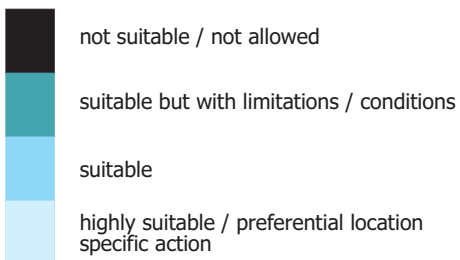 not suitable / not allowed
suitable but with limitations / conditions
suitable
highly suitable / preferential location
specific action